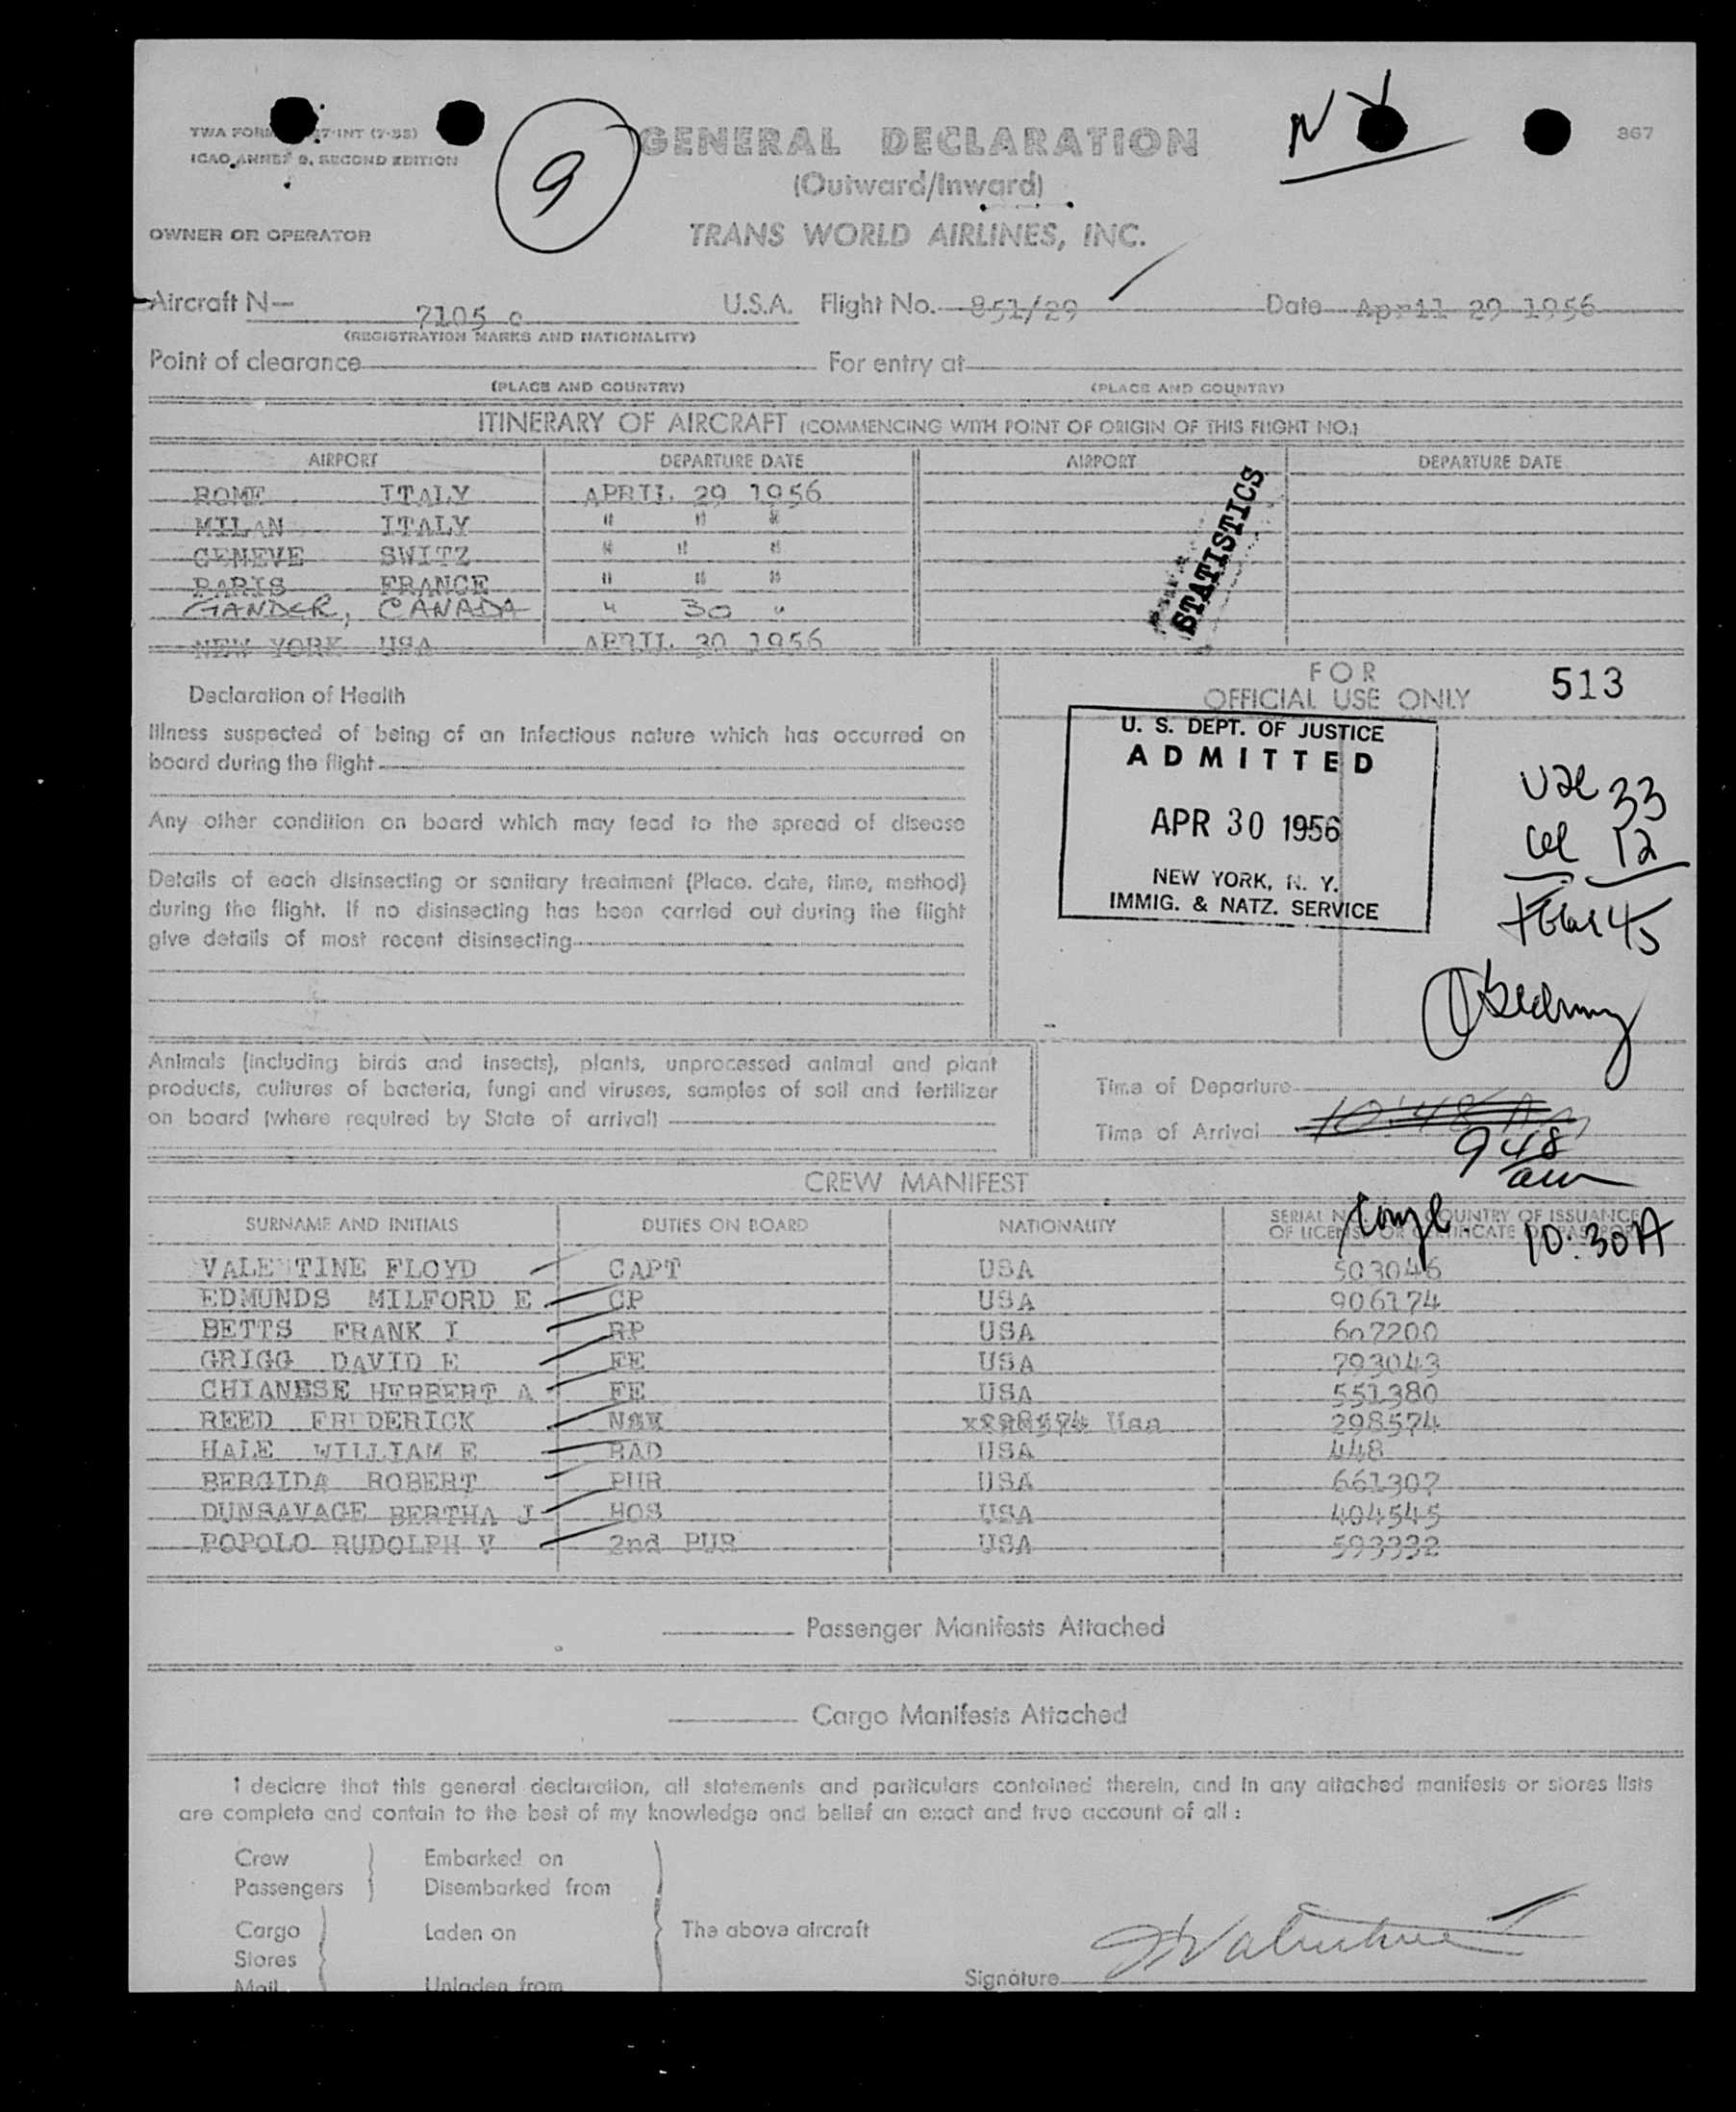 TWA FORM 7-INT (7-55)
ICAO ANNEX 9, SECOND EDITION
9
GENERAL DECLARATION
NY
867
(Outward/Inward)
OWNER OR OPERATOR
TRANS WORLD AIRLINES, INC.
Aircraft N— 7105 c U.S.A. Flight No. 851/29 Date April 29 1956
(REGISTRATION MARKS AND NATIONALITY)
Point of clearance For entry at
(PLACE AND COUNTRY) (PLACE AND COUNTRY)
ITINERARY OF AIRCRAFT (COMMENCING WITH POINT OF ORIGIN OF THIS FLIGHT NO.)
AIRPORT DEPARTURE DATE AIRPORT DEPARTURE DATE
ROME ITALY APRIL 29 1956
MILAN ITALY " " "
GENEVE SWITZ " " "
PARIS FRANCE " " "
GANDER, CANADA " 30 "
NEW YORK USA APRIL 30 1956
STATISTICS
FOR
OFFICIAL USE ONLY
513
Declaration of Health
Illness suspected of being of an infectious nature which has occurred on
board during the flight
Any other condition on board which may lead to the spread of disease
Details of each disinsecting or sanitary treatment (Place, date, time, method)
during the flight. If no disinsecting has been carried out during the flight
give details of most recent disinsecting
U. S. DEPT. OF JUSTICE
ADMITTED
APR 30 1956
NEW YORK, N. Y.
IMMIG. & NATZ. SERVICE
33
12
45
Animals (including birds and insects), plants, unprocessed animal and plant
products, cultures of bacteria, fungi and viruses, samples of soil and fertilizer
on board (where required by State of arrival)
Time of Departure
Time of Arrival 10:48 AM
948
am
CREW MANIFEST
SURNAME AND INITIALS DUTIES ON BOARD NATIONALITY SERIAL N COUNTRY OF ISSUANCE
OF LICENSE OR CERTIFICATE
10:30A
VALENTINE FLOYD CAPT USA 503046
EDMUNDS MILFORD E CP USA 906174
BETTS FRANK I RP USA 607200
GRIGG DAVID E FE USA 793043
CHIANESE HERBERT A FE USA 551380
REED FREDERICK NAV Usa 298574
HALE WILLIAM E RAD USA 448
BERGIDA ROBERT PUR USA 661307
DUNSAVAGE BERTHA J HOS USA 404545
POPOLO RUDOLPH V 2nd PUR USA 593332
Passenger Manifests Attached
Cargo Manifests Attached
I declare that this general declaration, all statements and particulars contained therein, and in any attached manifests or stores lists
are complete and contain to the best of my knowledge and belief an exact and true account of all :
Crew Embarked on
Passengers Disembarked from
Cargo Laden on The above aircraft
Stores
Mail Unladen from
Signature